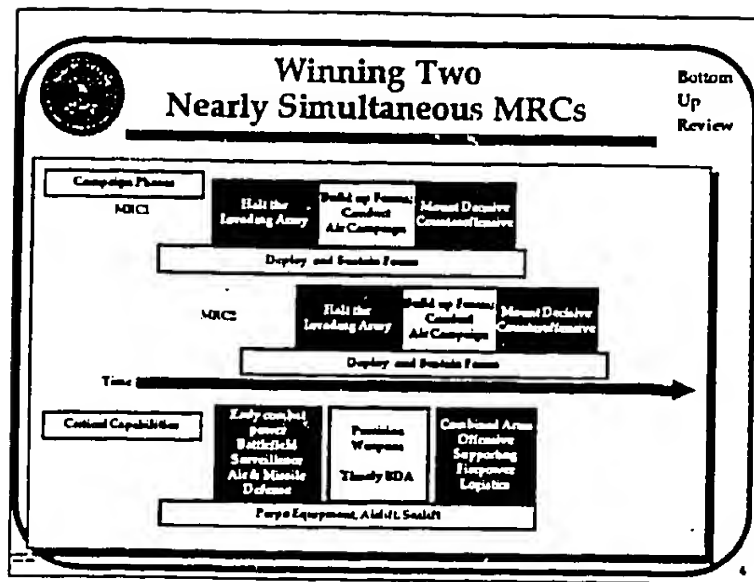 Winning Two
Nearly Simultaneous MRCs
Bottom
Up
Review
Campaign Phases
MRC1
Halt the
Invading Army
Build up Forces;
Conduct
Air Campaign
Mount Decisive
Counteroffensive
Deploy and Sustain Forces
MRC2
Halt the
Invading Army
Build up Forces;
Conduct
Air Campaign
Mount Decisive
Counteroffensive
Deploy and Sustain Forces
Time
Critical Capabilities
Early combat
power
Battlefield
Surveillance
Air & Missile
Defense
Precision
Weapons
Timely BDA
Combined Arms
Offensive
Supporting
Firepower
Logistics
Prepo Equipment, Airlift, Sealift